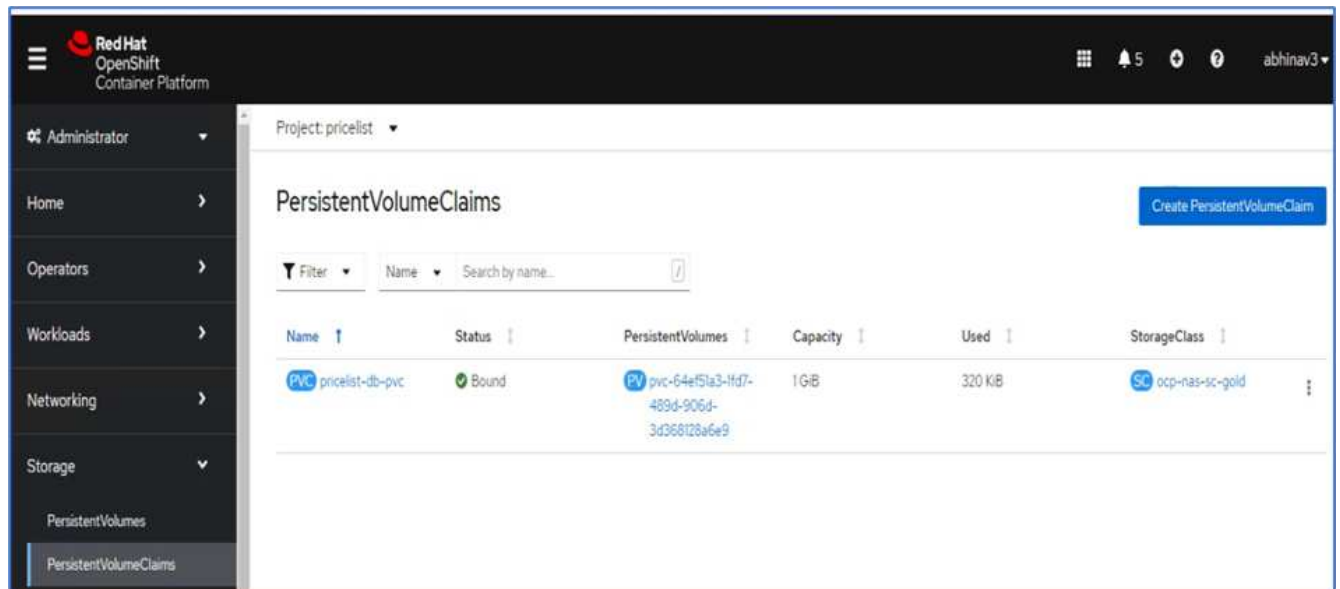 Red Hat
OpenShift
Container Platform
5
abhinav3
Administrator
Project: pricelist
Home
PersistentVolumeClaims
Create PersistentVolumeClaim
Operators
Filter
Name
Search by name...
/
Workloads
Name
Status
PersistentVolumes
Capacity
Used
StorageClass
PVC pricelist-db-pvc
Bound
PV pvc-64ef51a3-1fd7-
489d-906d-
3d368128a6e9
1 GiB
320 KiB
SC ocp-nas-sc-gold
Networking
Storage
PersistentVolumes
PersistentVolumeClaims